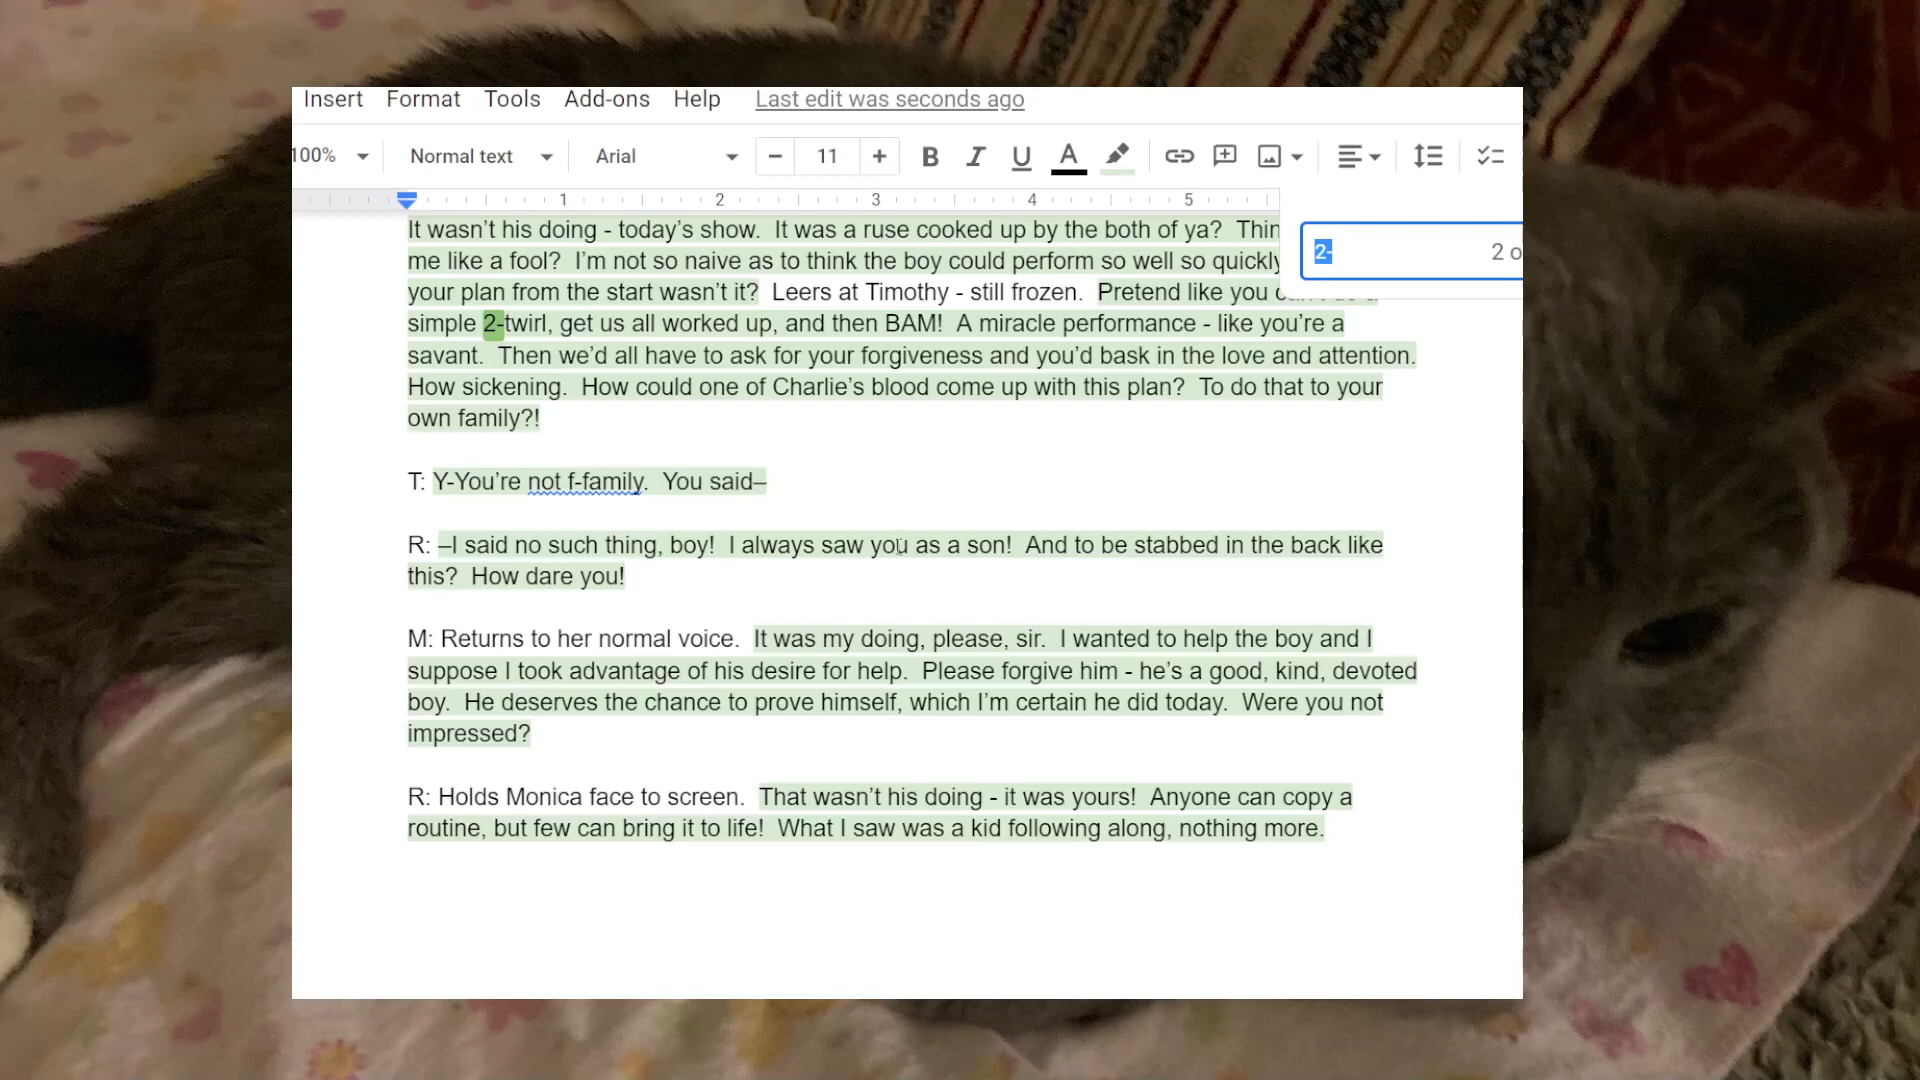 Insert Format Tools Add-ons Help Last edit was seconds ago
100% Normal text Arial − 11 + B I U A
1 2 3 4 5
It wasn’t his doing - today’s show.  It was a ruse cooked up by the both of ya?
2- 2
me like a fool?  I’m not so naive as to think the boy could perform so well so quickly
your plan from the start wasn’t it?  Leers at Timothy - still frozen.  Pretend like you
simple 2-twirl, get us all worked up, and then BAM!  A miracle performance - like you’re a
savant.  Then we’d all have to ask for your forgiveness and you’d bask in the love and attention.
How sickening.  How could one of Charlie’s blood come up with this plan?  To do that to your
own family?!
T: Y-You’re not f-family.  You said–
R: –I said no such thing, boy!  I always saw you as a son!  And to be stabbed in the back like
this?  How dare you!
M: Returns to her normal voice.  It was my doing, please, sir.  I wanted to help the boy and I
suppose I took advantage of his desire for help.  Please forgive him - he’s a good, kind, devoted
boy.  He deserves the chance to prove himself, which I’m certain he did today.  Were you not
impressed?
R: Holds Monica face to screen.  That wasn’t his doing - it was yours!  Anyone can copy a
routine, but few can bring it to life!  What I saw was a kid following along, nothing more.